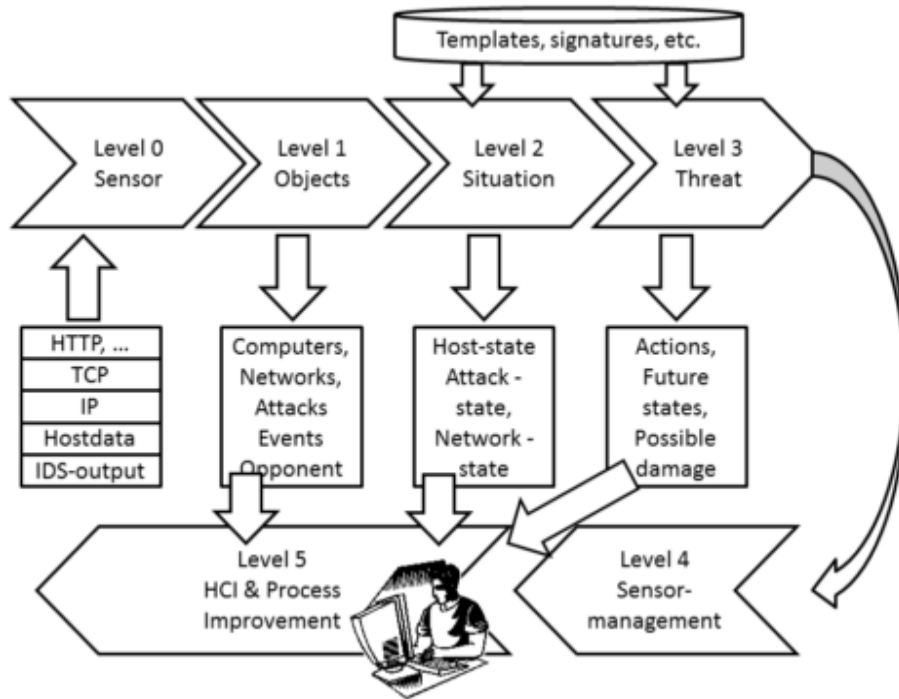 Templates, signatures, etc.
Level 0
Sensor
Level 1
Objects
Level 2
Situation
Level 3
Threat
HTTP, ...
TCP
IP
Hostdata
IDS-output
Computers,
Networks,
Attacks
Events
Opponent
Host-state
Attack -
state,
Network -
state
Actions,
Future
states,
Possible
damage
Level 5
HCI & Process
Improvement
Level 4
Sensor-
management